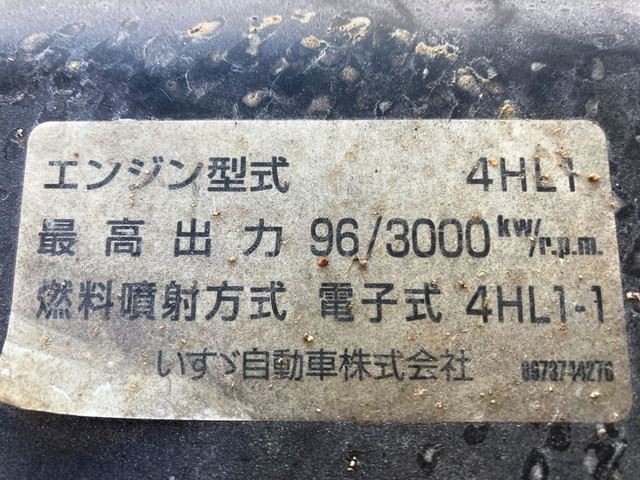 エンジン型式 4HL1
最高出力 96/3000 kw/r.p.m.
燃料噴射方式 電子式 4HL1-1
いすゞ自動車株式会社 8973744276